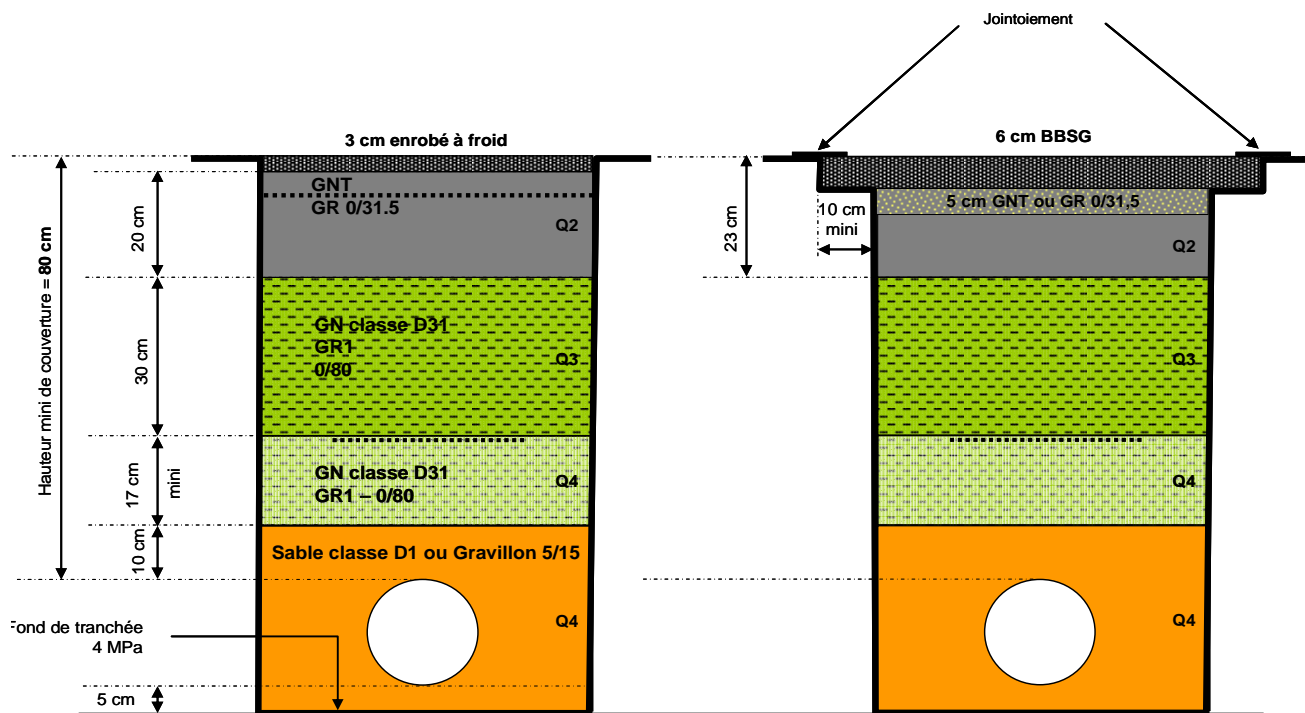 Jointoiement
3 cm enrobé à froid
6 cm BBSG
GNT
GR 0/31.5
Q2
20 cm
Hauteur mini de couverture = 80 cm
GN classe D31
GR1
0/80
Q3
30 cm
GN classe D31
GR1 – 0/80
Q4
17 cm
mini
Sable classe D1 ou Gravillon 5/15
10 cm
Q4
Fond de tranchée
4 MPa
5 cm
23 cm
10 cm
mini
5 cm GNT ou GR 0/31,5
Q2
Q3
Q4
Q4